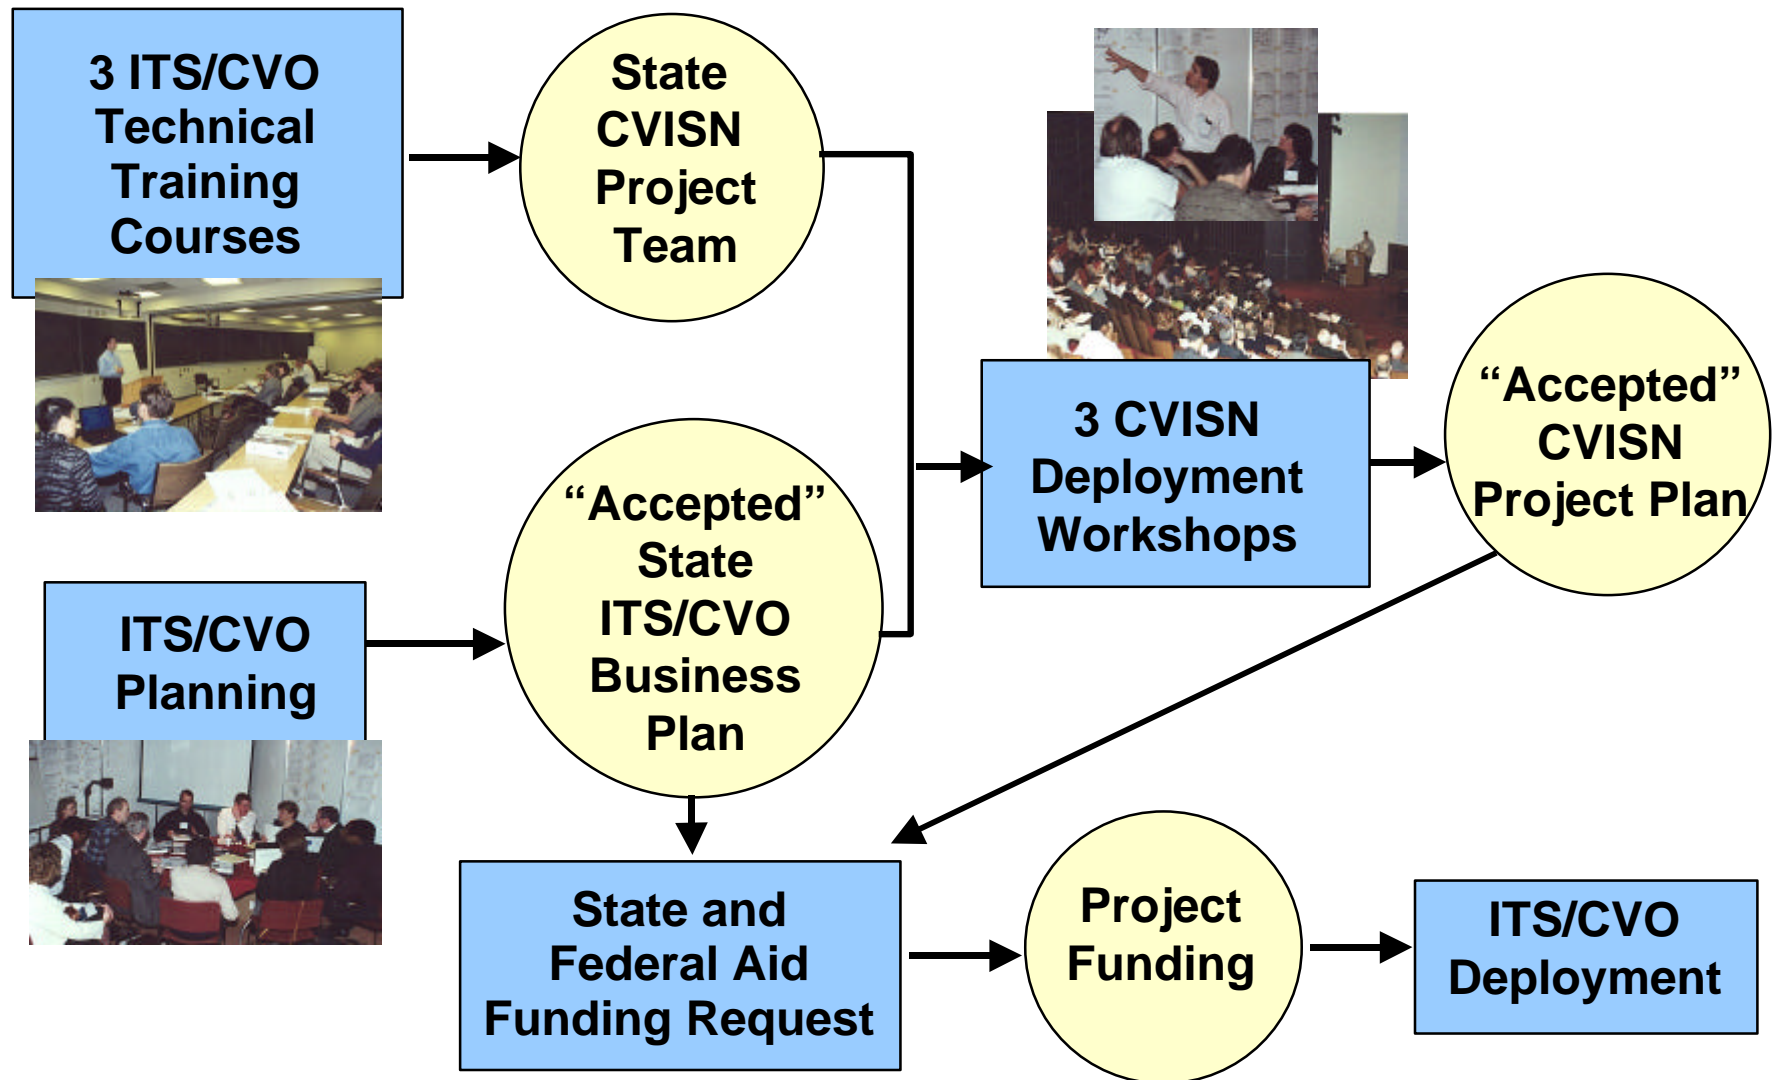 3 ITS/CVO
Technical
Training
Courses
State
CVISN
Project
Team
3 CVISN
Deployment
Workshops
“Accepted”
CVISN
Project Plan
ITS/CVO
Planning
“Accepted”
State
ITS/CVO
Business
Plan
State and
Federal Aid
Funding Request
Project
Funding
ITS/CVO
Deployment